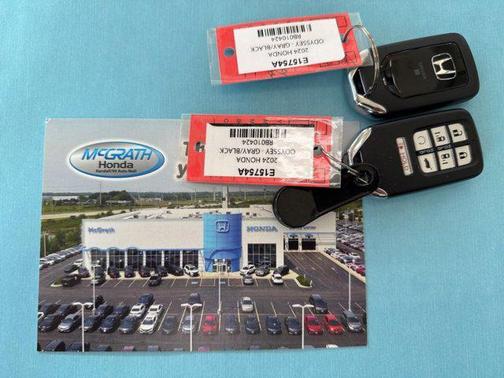 E15754A
2024 HONDA
ODYSSEY - GRAY/BLACK
RB010424
E15754A
2024 HONDA
ODYSSEY - GRAY/BLACK
RB010424
McGRATH
Honda
McGrath
HONDA